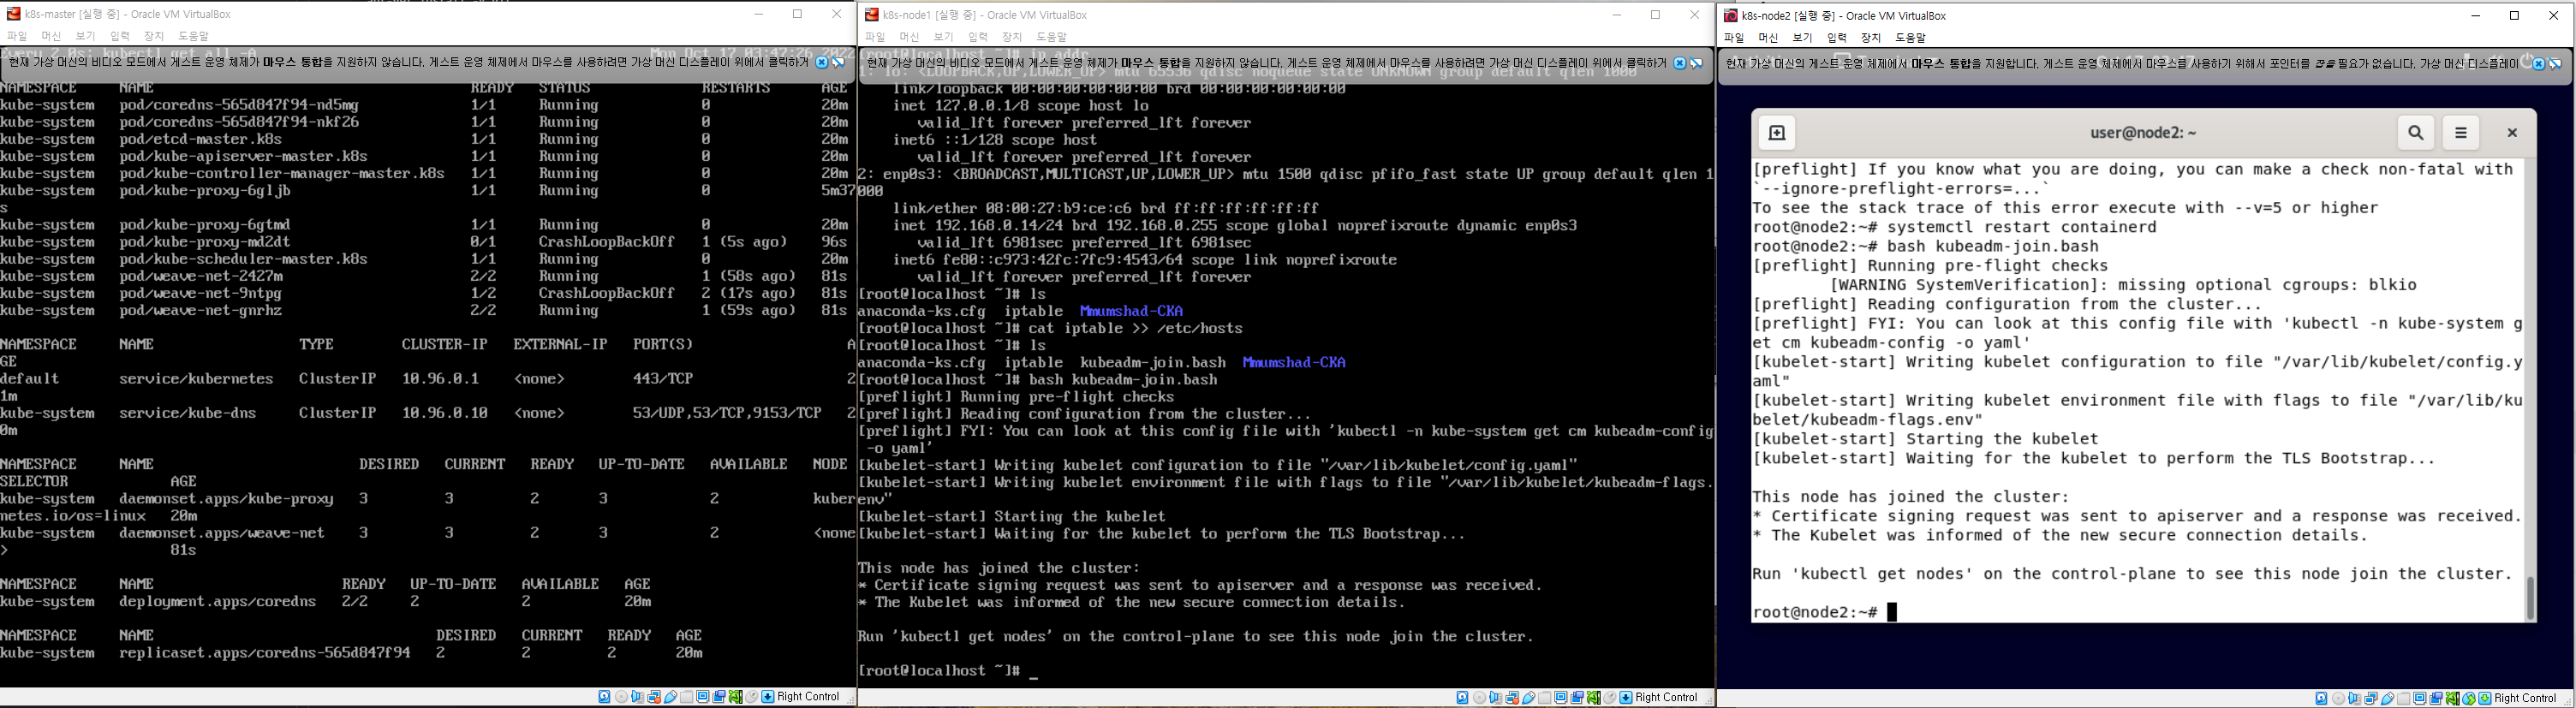 k8s-master [실행 중] - Oracle VM VirtualBox
파일 머신 보기 입력 장치 도움말
Every 2.0s: kubectl get all -A Mon Oct 17 03:47:26 2022
현재 가상 머신의 비디오 모드에서 게스트 운영 체제가 마우스 통합을 지원하지 않습니다. 게스트 운영 체제에서 마우스를 사용하려면 가상 머신 디스플레이 위에서 클릭하거
NAMESPACE NAME READY STATUS RESTARTS AGE
kube-system pod/coredns-565d847f94-nd5mg 1/1 Running 0 20m
kube-system pod/coredns-565d847f94-nkf26 1/1 Running 0 20m
kube-system pod/etcd-master.k8s 1/1 Running 0 20m
kube-system pod/kube-apiserver-master.k8s 1/1 Running 0 20m
kube-system pod/kube-controller-manager-master.k8s 1/1 Running 0 20m
kube-system pod/kube-proxy-6gljb 1/1 Running 0 5m37
s
kube-system pod/kube-proxy-6gtmd 1/1 Running 0 20m
kube-system pod/kube-proxy-md2dt 0/1 CrashLoopBackOff 1 (5s ago) 96s
kube-system pod/kube-scheduler-master.k8s 1/1 Running 0 20m
kube-system pod/weave-net-2427m 2/2 Running 1 (58s ago) 81s
kube-system pod/weave-net-9ntpg 1/2 CrashLoopBackOff 2 (17s ago) 81s
kube-system pod/weave-net-gnrhz 2/2 Running 1 (59s ago) 81s
NAMESPACE NAME TYPE CLUSTER-IP EXTERNAL-IP PORT(S) A
GE
default service/kubernetes ClusterIP 10.96.0.1 <none> 443/TCP 2
1m
kube-system service/kube-dns ClusterIP 10.96.0.10 <none> 53/UDP,53/TCP,9153/TCP 2
0m
NAMESPACE NAME DESIRED CURRENT READY UP-TO-DATE AVAILABLE NODE
SELECTOR AGE
kube-system daemonset.apps/kube-proxy 3 3 2 3 2 kuber
netes.io/os=linux 20m
kube-system daemonset.apps/weave-net 3 3 2 3 2 <none
> 81s
NAMESPACE NAME READY UP-TO-DATE AVAILABLE AGE
kube-system deployment.apps/coredns 2/2 2 2 20m
NAMESPACE NAME DESIRED CURRENT READY AGE
kube-system replicaset.apps/coredns-565d847f94 2 2 2 20m
Right Control
k8s-node1 [실행 중] - Oracle VM VirtualBox
파일 머신 보기 입력 장치 도움말
[root@localhost ~]# ip addr
현재 가상 머신의 비디오 모드에서 게스트 운영 체제가 마우스 통합을 지원하지 않습니다. 게스트 운영 체제에서 마우스를 사용하려면 가상 머신 디스플레이 위에서 클릭하거
1: lo: <LOOPBACK,UP,LOWER_UP> mtu 65536 qdisc noqueue state UNKNOWN group default qlen 1000
link/loopback 00:00:00:00:00:00 brd 00:00:00:00:00:00
inet 127.0.0.1/8 scope host lo
valid_lft forever preferred_lft forever
inet6 ::1/128 scope host
valid_lft forever preferred_lft forever
2: enp0s3: <BROADCAST,MULTICAST,UP,LOWER_UP> mtu 1500 qdisc pfifo_fast state UP group default qlen 1
000
link/ether 08:00:27:b9:ce:c6 brd ff:ff:ff:ff:ff:ff
inet 192.168.0.14/24 brd 192.168.0.255 scope global noprefixroute dynamic enp0s3
valid_lft 6981sec preferred_lft 6981sec
inet6 fe80::c973:42fc:7fc9:4543/64 scope link noprefixroute
valid_lft forever preferred_lft forever
[root@localhost ~]# ls
anaconda-ks.cfg iptable Mmumshad-CKA
[root@localhost ~]# cat iptable >> /etc/hosts
[root@localhost ~]# ls
anaconda-ks.cfg iptable kubeadm-join.bash Mmumshad-CKA
[root@localhost ~]# bash kubeadm-join.bash
[preflight] Running pre-flight checks
[preflight] Reading configuration from the cluster...
[preflight] FYI: You can look at this config file with 'kubectl -n kube-system get cm kubeadm-config
-o yaml'
[kubelet-start] Writing kubelet configuration to file "/var/lib/kubelet/config.yaml"
[kubelet-start] Writing kubelet environment file with flags to file "/var/lib/kubelet/kubeadm-flags.
env"
[kubelet-start] Starting the kubelet
[kubelet-start] Waiting for the kubelet to perform the TLS Bootstrap...
This node has joined the cluster:
* Certificate signing request was sent to apiserver and a response was received.
* The Kubelet was informed of the new secure connection details.
Run 'kubectl get nodes' on the control-plane to see this node join the cluster.
[root@localhost ~]# _
Right Control
k8s-node2 [실행 중] - Oracle VM VirtualBox
파일 머신 보기 입력 장치 도움말
현재 가상 머신의 게스트 운영 체제에서 마우스 통합을 지원합니다. 게스트 운영 체제에서 마우스를 사용하기 위해서 포인터를 잡을 필요가 없습니다. 가상 머신 디스플레이
user@node2: ~
[preflight] If you know what you are doing, you can make a check non-fatal with
`--ignore-preflight-errors=...`
To see the stack trace of this error execute with --v=5 or higher
root@node2:~# systemctl restart containerd
root@node2:~# bash kubeadm-join.bash
[preflight] Running pre-flight checks
[WARNING SystemVerification]: missing optional cgroups: blkio
[preflight] Reading configuration from the cluster...
[preflight] FYI: You can look at this config file with 'kubectl -n kube-system g
et cm kubeadm-config -o yaml'
[kubelet-start] Writing kubelet configuration to file "/var/lib/kubelet/config.y
aml"
[kubelet-start] Writing kubelet environment file with flags to file "/var/lib/ku
belet/kubeadm-flags.env"
[kubelet-start] Starting the kubelet
[kubelet-start] Waiting for the kubelet to perform the TLS Bootstrap...
This node has joined the cluster:
* Certificate signing request was sent to apiserver and a response was received.
* The Kubelet was informed of the new secure connection details.
Run 'kubectl get nodes' on the control-plane to see this node join the cluster.
root@node2:~#
Right Control